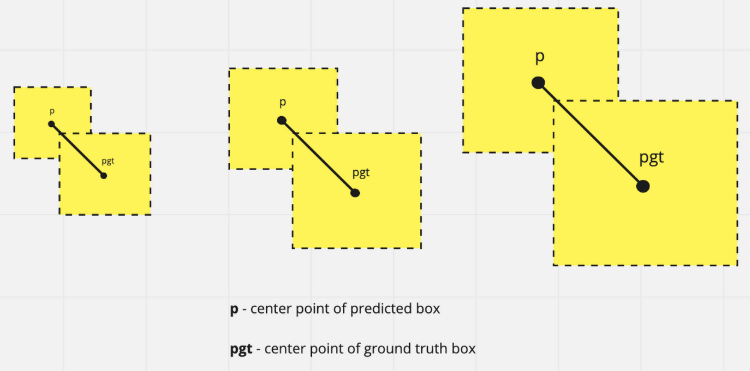 p
pgt
p
pgt
p
pgt
p - center point of predicted box
pgt - center point of ground truth box